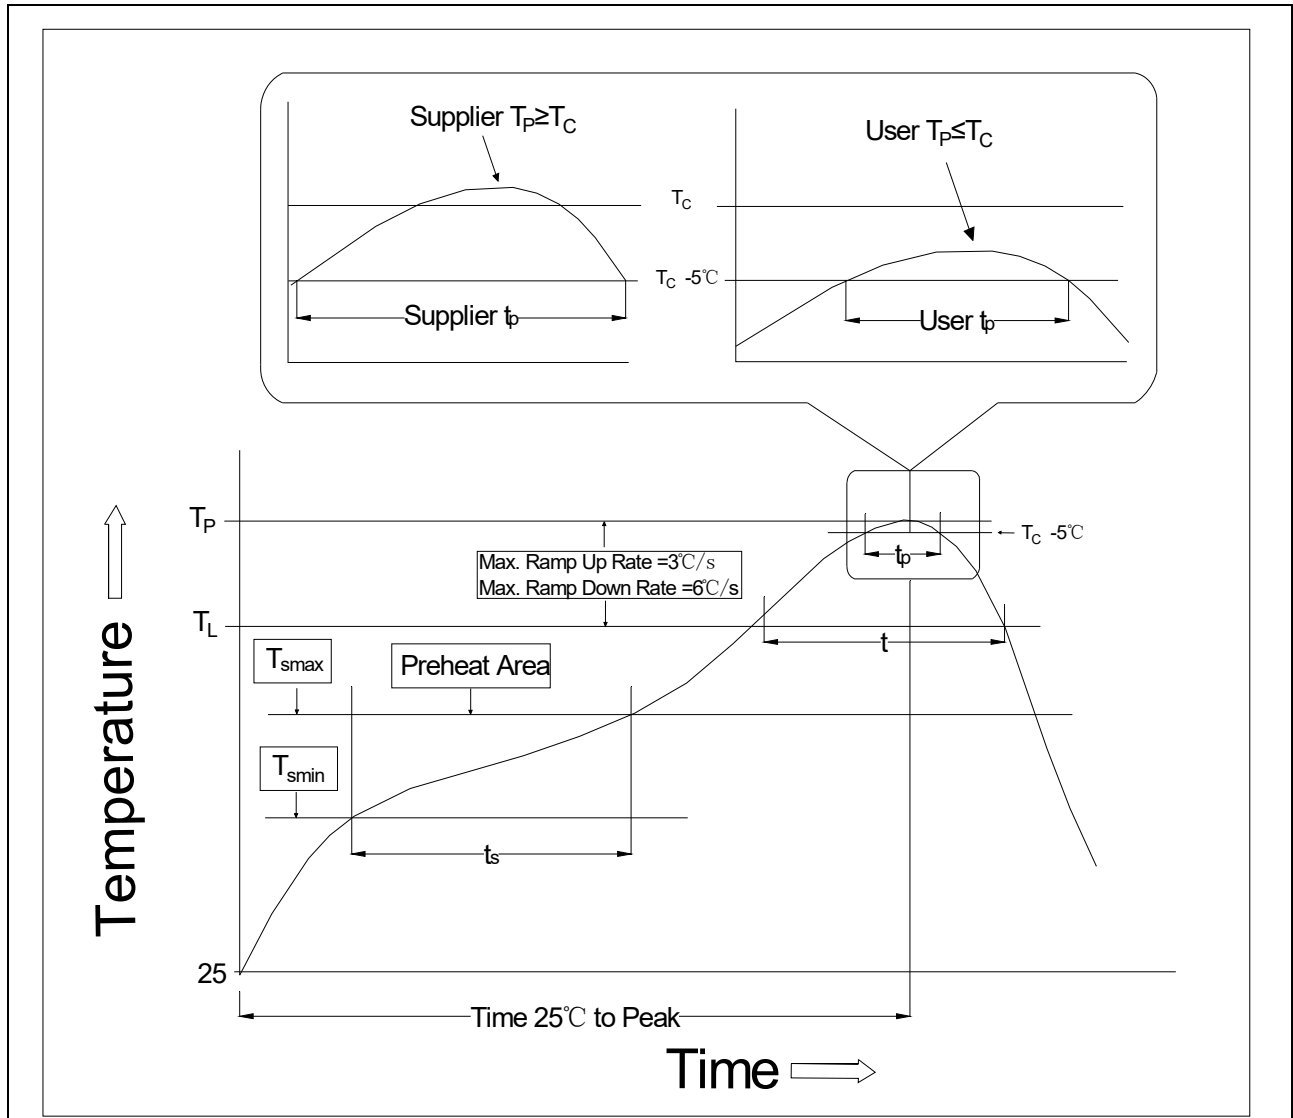 Supplier TP≥TC
User TP≤TC
TC
TC -5℃
Supplier tp
User tp
TP
TC -5℃
tp
Max. Ramp Up Rate =3℃/s
Max. Ramp Down Rate =6℃/s
TL
t
Tsmax
Preheat Area
Tsmin
ts
Temperature
25
Time 25℃ to Peak
Time